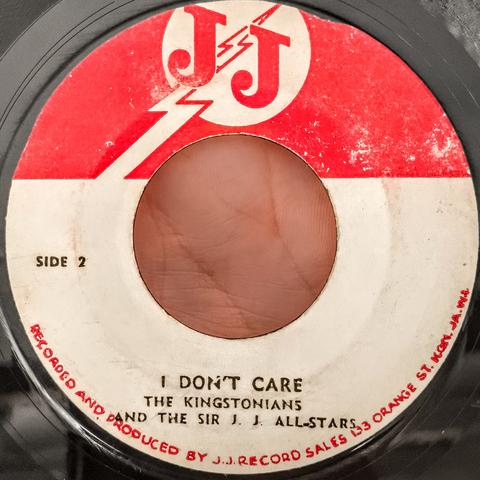 JJ
SIDE 2
I DON'T CARE
THE KINGSTONIANS
AND THE SIR J. J. ALL-STARS
RECORDED AND PRODUCED BY J.J. RECORD SALES 133 ORANGE ST. KGN. JA. W.I.